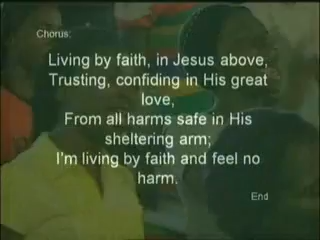 Chorus:
Living by faith, in Jesus above,
Trusting, confiding in His great
love,
From all harms safe in His
sheltering arm;
I'm living by faith and feel no
harm.
End